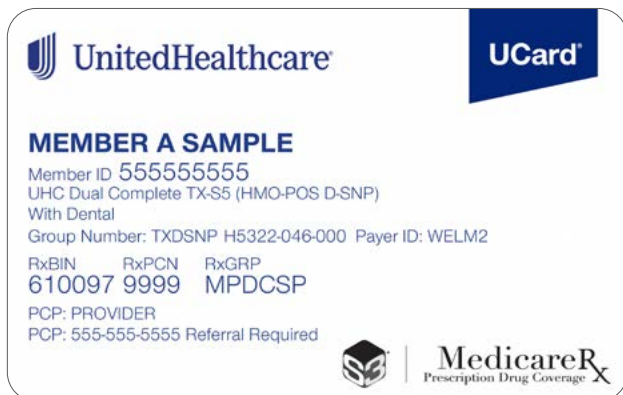 UnitedHealthcare®
UCard®
MEMBER A SAMPLE
Member ID 555555555
UHC Dual Complete TX-S5 (HMO-POS D-SNP)
With Dental
Group Number: TXDSNP H5322-046-000 Payer ID: WELM2
RxBIN RxPCN RxGRP
610097 9999 MPDCSP
PCP: PROVIDER
PCP: 555-555-5555 Referral Required
S3
MedicareRx
Prescription Drug Coverage